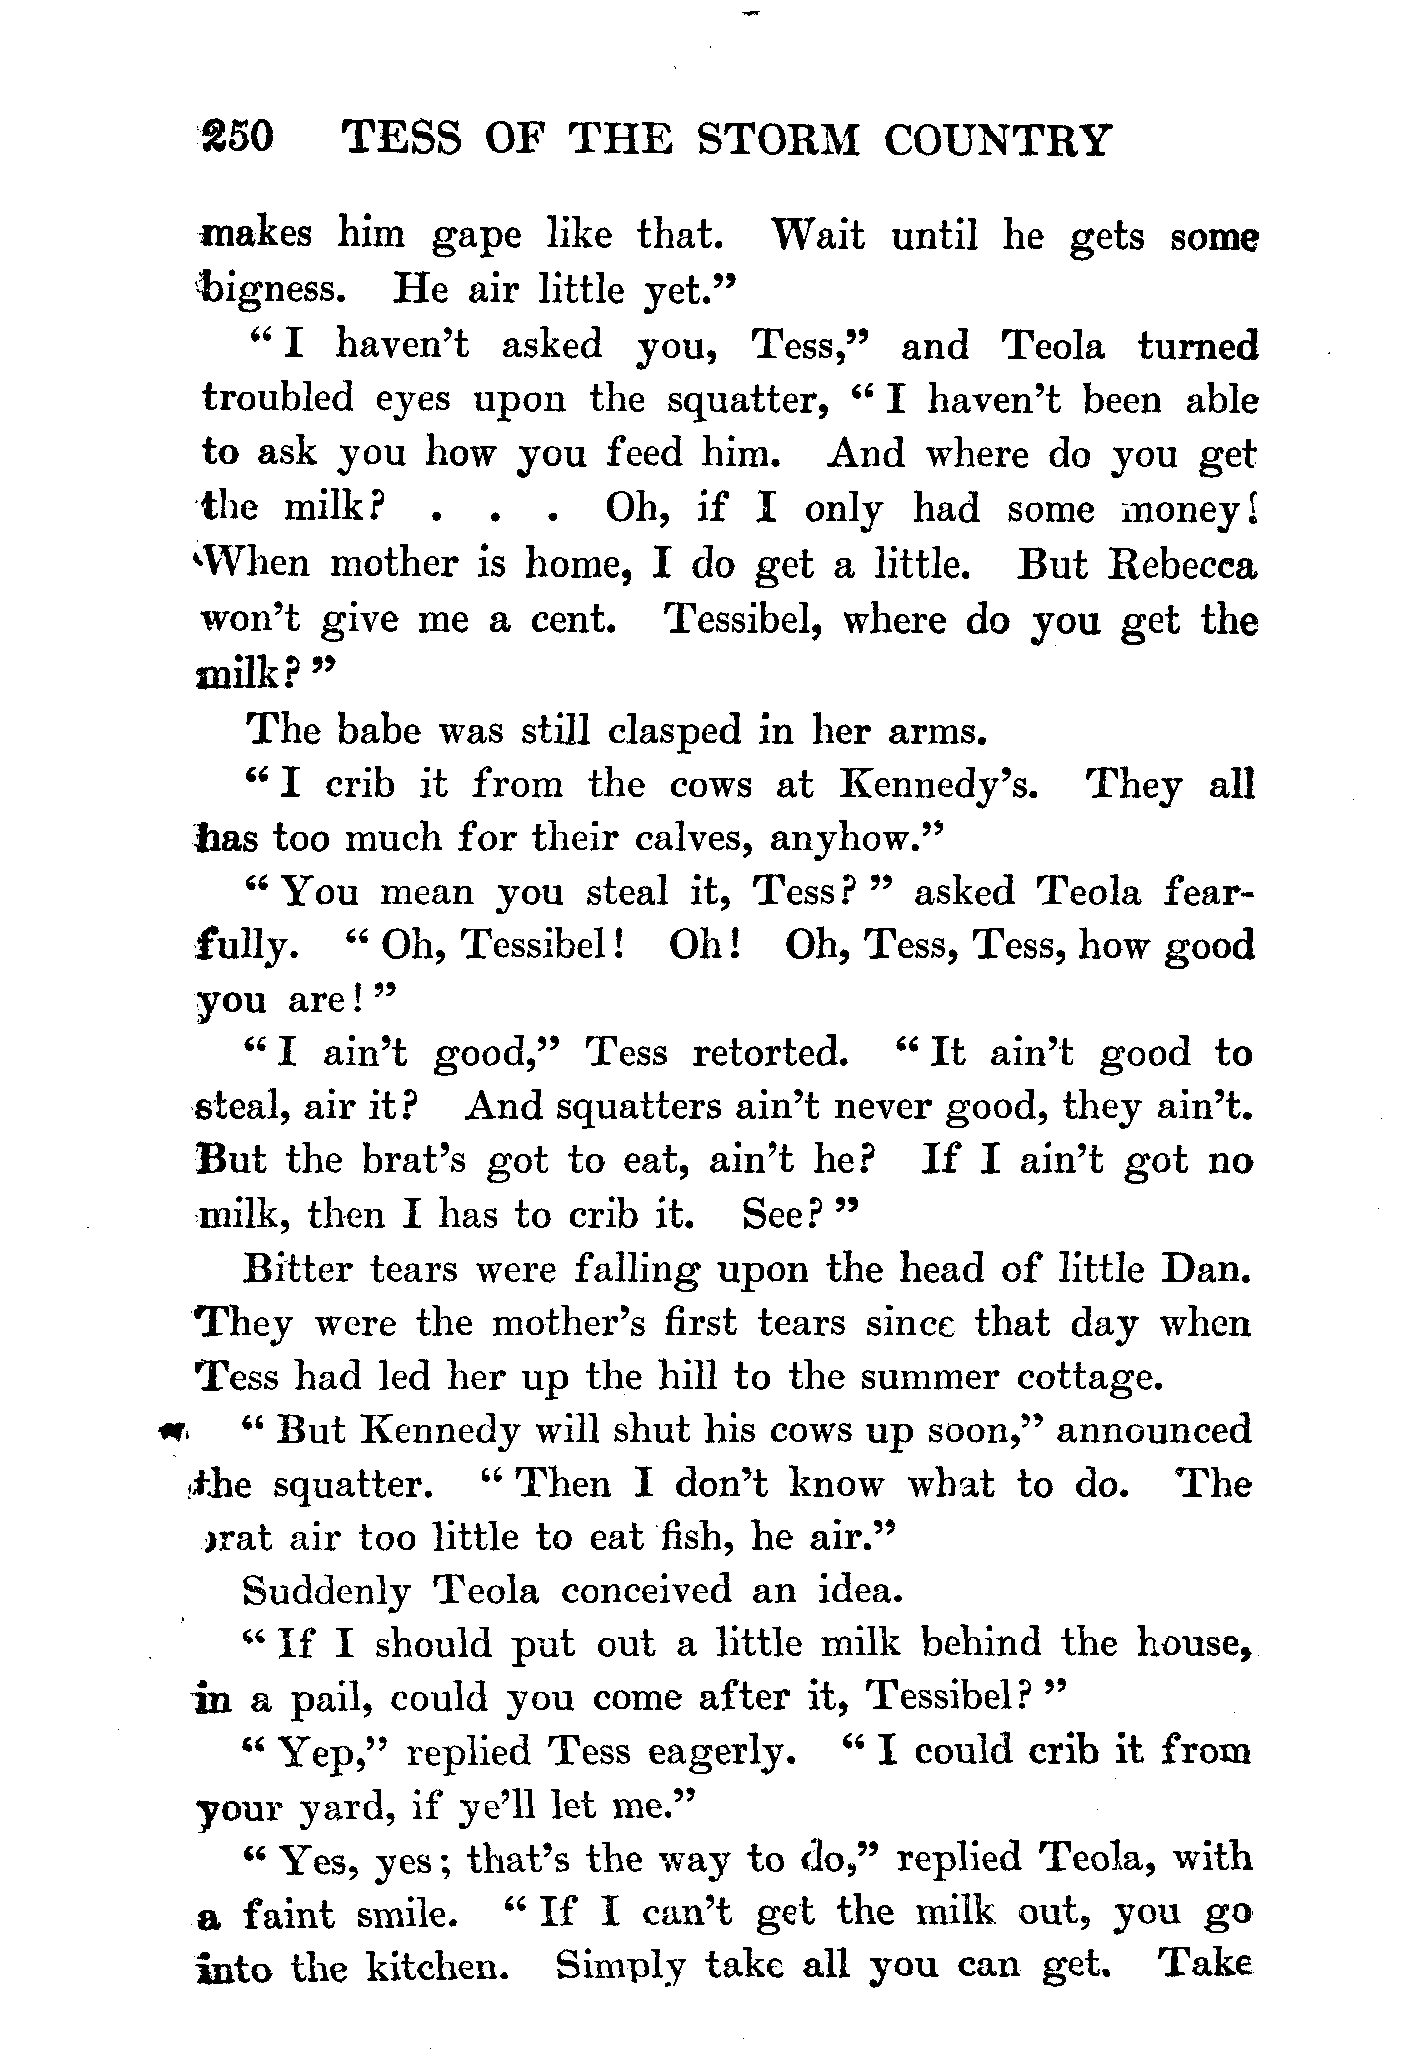 250 TESS OF THE STORM COUNTRY
makes him gape like that. Wait until he gets some
bigness. He air little yet.”
“I haven’t asked you, Tess,” and Teola turned
troubled eyes upon the squatter, “I haven’t been able
to ask you how you feed him. And where do you get
the milk? . . . Oh, if I only had some money!
When mother is home, I do get a little. But Rebecca
won’t give me a cent. Tessibel, where do you get the
milk?”
The babe was still clasped in her arms.
“I crib it from the cows at Kennedy’s. They all
has too much for their calves, anyhow.”
“You mean you steal it, Tess?” asked Teola fear-
fully. “Oh, Tessibel! Oh! Oh, Tess, Tess, how good
you are!”
“I ain’t good,” Tess retorted. “It ain’t good to
steal, air it? And squatters ain’t never good, they ain’t.
But the brat’s got to eat, ain’t he? If I ain’t got no
milk, then I has to crib it. See?”
Bitter tears were falling upon the head of little Dan.
They were the mother’s first tears since that day when
Tess had led her up the hill to the summer cottage.
“But Kennedy will shut his cows up soon,” announced
the squatter. “Then I don’t know what to do. The
brat air too little to eat fish, he air.”
Suddenly Teola conceived an idea.
“If I should put out a little milk behind the house,
in a pail, could you come after it, Tessibel?”
“Yep,” replied Tess eagerly. “I could crib it from
your yard, if ye’ll let me.”
“Yes, yes; that’s the way to do,” replied Teola, with
a faint smile. “If I can’t get the milk out, you go
into the kitchen. Simply take all you can get. Take